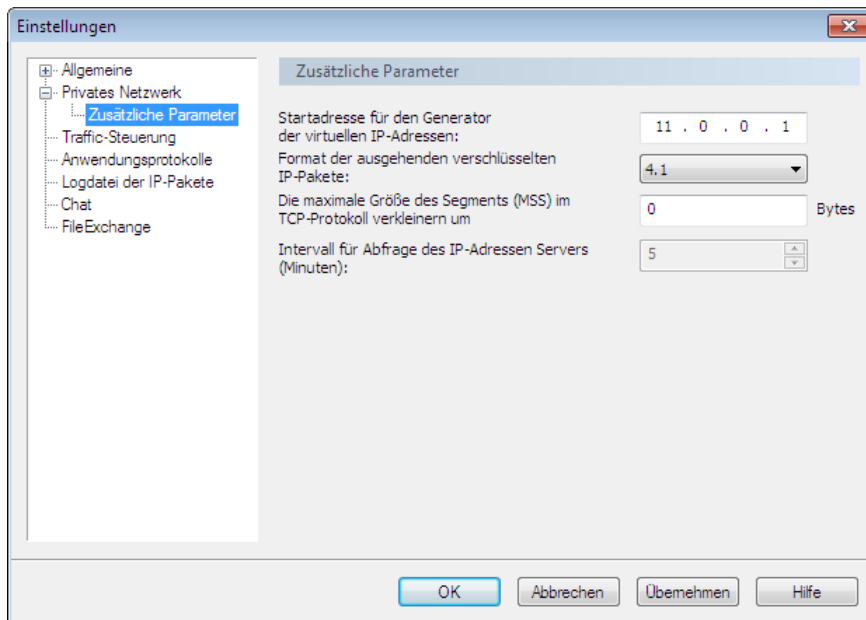 Einstellungen
Allgemeine
Privates Netzwerk
Zusätzliche Parameter
Traffic-Steuerung
Anwendungsprotokolle
Logdatei der IP-Pakete
Chat
FileExchange
Zusätzliche Parameter
Startadresse für den Generator
der virtuellen IP-Adressen:
11 . 0 . 0 . 1
Format der ausgehenden verschlüsselten
IP-Pakete:
4.1
Die maximale Größe des Segments (MSS) im
TCP-Protokoll verkleinern um
0 Bytes
Intervall für Abfrage des IP-Adressen Servers
(Minuten):
5
OK
Abbrechen
Übernehmen
Hilfe